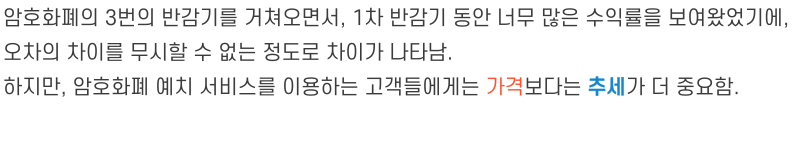 암호화폐의 3번의 반감기를 거쳐오면서, 1차 반감기 동안 너무 많은 수익률을 보여왔었기에,
오차의 차이를 무시할 수 없는 정도로 차이가 나타남.
하지만, 암호화폐 예치 서비스를 이용하는 고객들에게는 가격보다는 추세가 더 중요함.